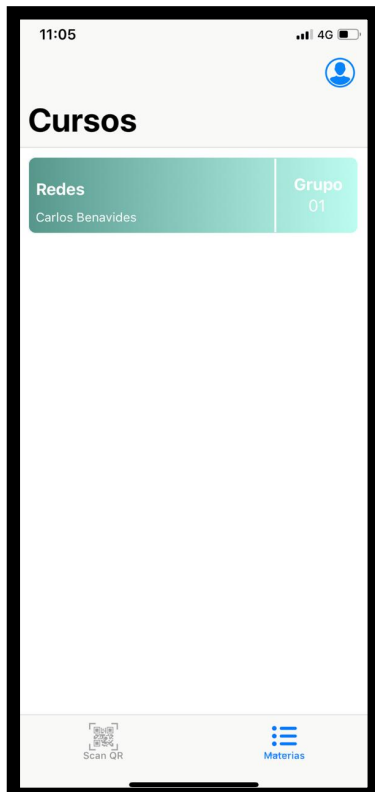 11:05
4G
Cursos
Redes
Carlos Benavides
Grupo
01
Scan QR
Materias